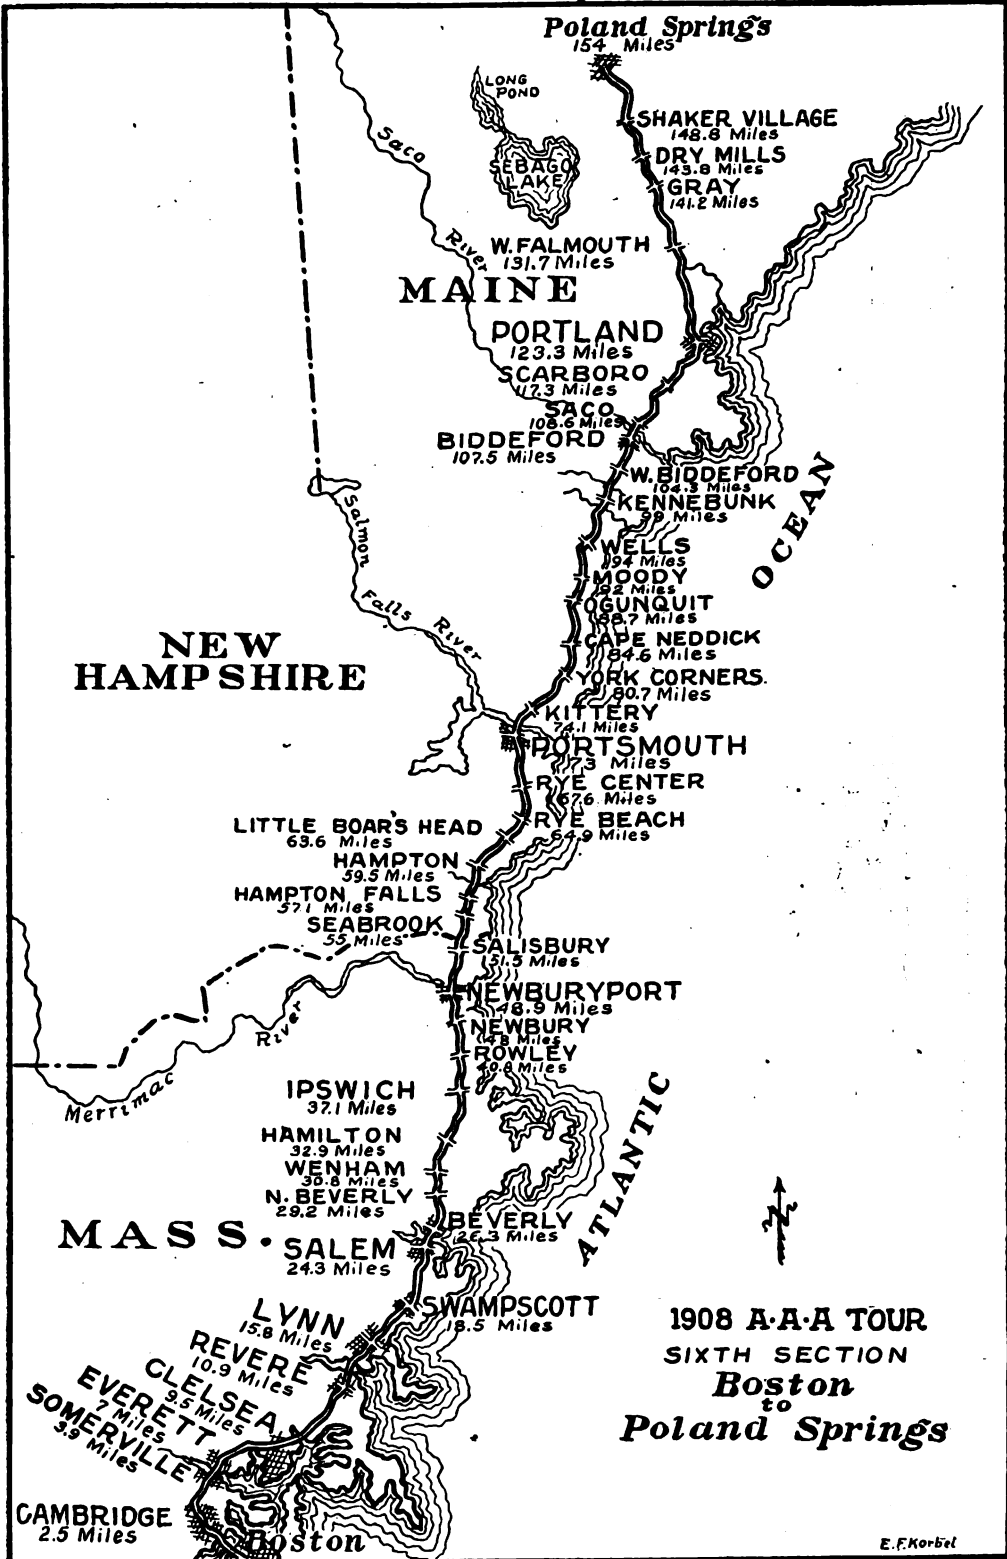 Poland Springs
154 Miles
LONG
POND
SHAKER VILLAGE
148.8 Miles
Saco
SEBAGO
LAKE
DRY MILLS
143.8 Miles
GRAY
141.2 Miles
River
W. FALMOUTH
131.7 Miles
MAINE
PORTLAND
123.3 Miles
SCARBORO
117.3 Miles
SACO
108.6 Miles
BIDDEFORD
107.5 Miles
W. BIDDEFORD
104.3 Miles
KENNEBUNK
99 Miles
OCEAN
Salmon
Falls River
WELLS
94 Miles
MOODY
92 Miles
OGUNQUIT
88.7 Miles
CAPE NEDDICK
84.6 Miles
NEW
HAMPSHIRE
YORK CORNERS.
80.7 Miles
KITTERY
74.1 Miles
PORTSMOUTH
73 Miles
RYE CENTER
67.6 Miles
RYE BEACH
64.9 Miles
LITTLE BOAR'S HEAD
63.6 Miles
HAMPTON
59.5 Miles
HAMPTON FALLS
57.1 Miles
SEABROOK
55 Miles
SALISBURY
51.5 Miles
NEWBURYPORT
48.9 Miles
NEWBURY
48 Miles
ROWLEY
40.8 Miles
Merrimac River
IPSWICH
37.1 Miles
HAMILTON
32.9 Miles
WENHAM
30.8 Miles
N. BEVERLY
29.2 Miles
ATLANTIC
BEVERLY
26.3 Miles
MASS.
SALEM
24.3 Miles
SWAMPSCOTT
18.5 Miles
LYNN
15.8 Miles
REVERE
10.9 Miles
CLELSEA
9.5 Miles
EVERETT
7 Miles
SOMERVILLE
3.9 Miles
CAMBRIDGE
2.5 Miles
Boston
N
1908 A·A·A TOUR
SIXTH SECTION
Boston
to
Poland Springs
E.F. Korbel